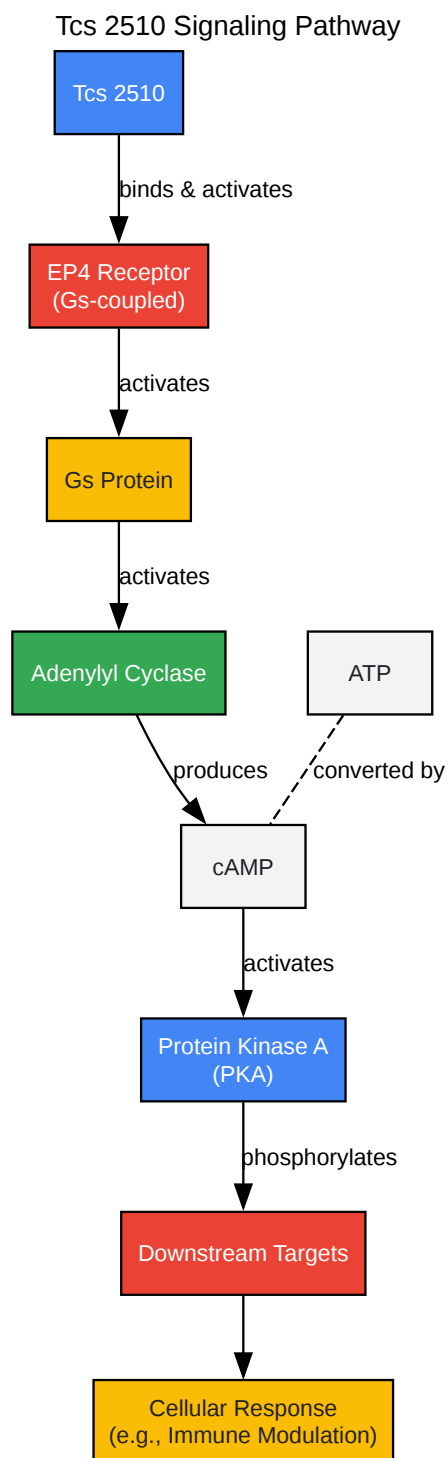 Tcs 2510 Signaling Pathway
Tcs 2510
binds & activates
EP4 Receptor
(Gs-coupled)
activates
Gs Protein
activates
Adenylyl Cyclase
ATP
produces
converted by
cAMP
activates
Protein Kinase A
(PKA)
phosphorylates
Downstream Targets
Cellular Response
(e.g., Immune Modulation)